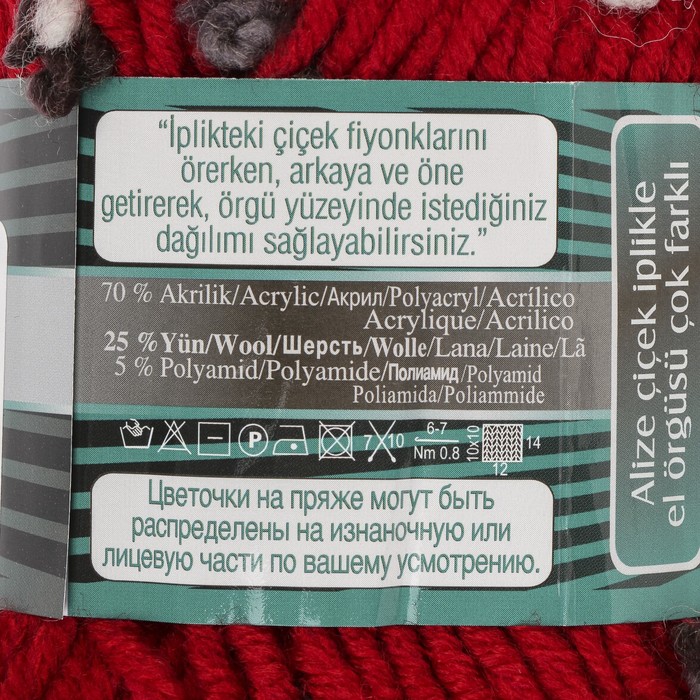 “İplikteki çiçek fiyonklarını
örerken, arkaya ve öne
getirerek, örgü yüzeyinde istediğiniz
dağılımı sağlayabilirsiniz.”
70 % Akrilik/Acrylic/Акрил/Polyacryl/Acrílico
Acrylique/Acrilico
25 % Yün/Wool/Шерсть/Wolle/Lana/Laine/Lã
5 % Polyamid/Polyamide/Полиамид/Polyamid
Poliamida/Poliammide
P 7 10 6-7 Nm 0.8 10x10 14 12
Цветочки на пряже могут быть
распределены на изнаночную или
лицевую части по вашему усмотрению.
Alize çiçek iplikle
el örgüsü çok farklı